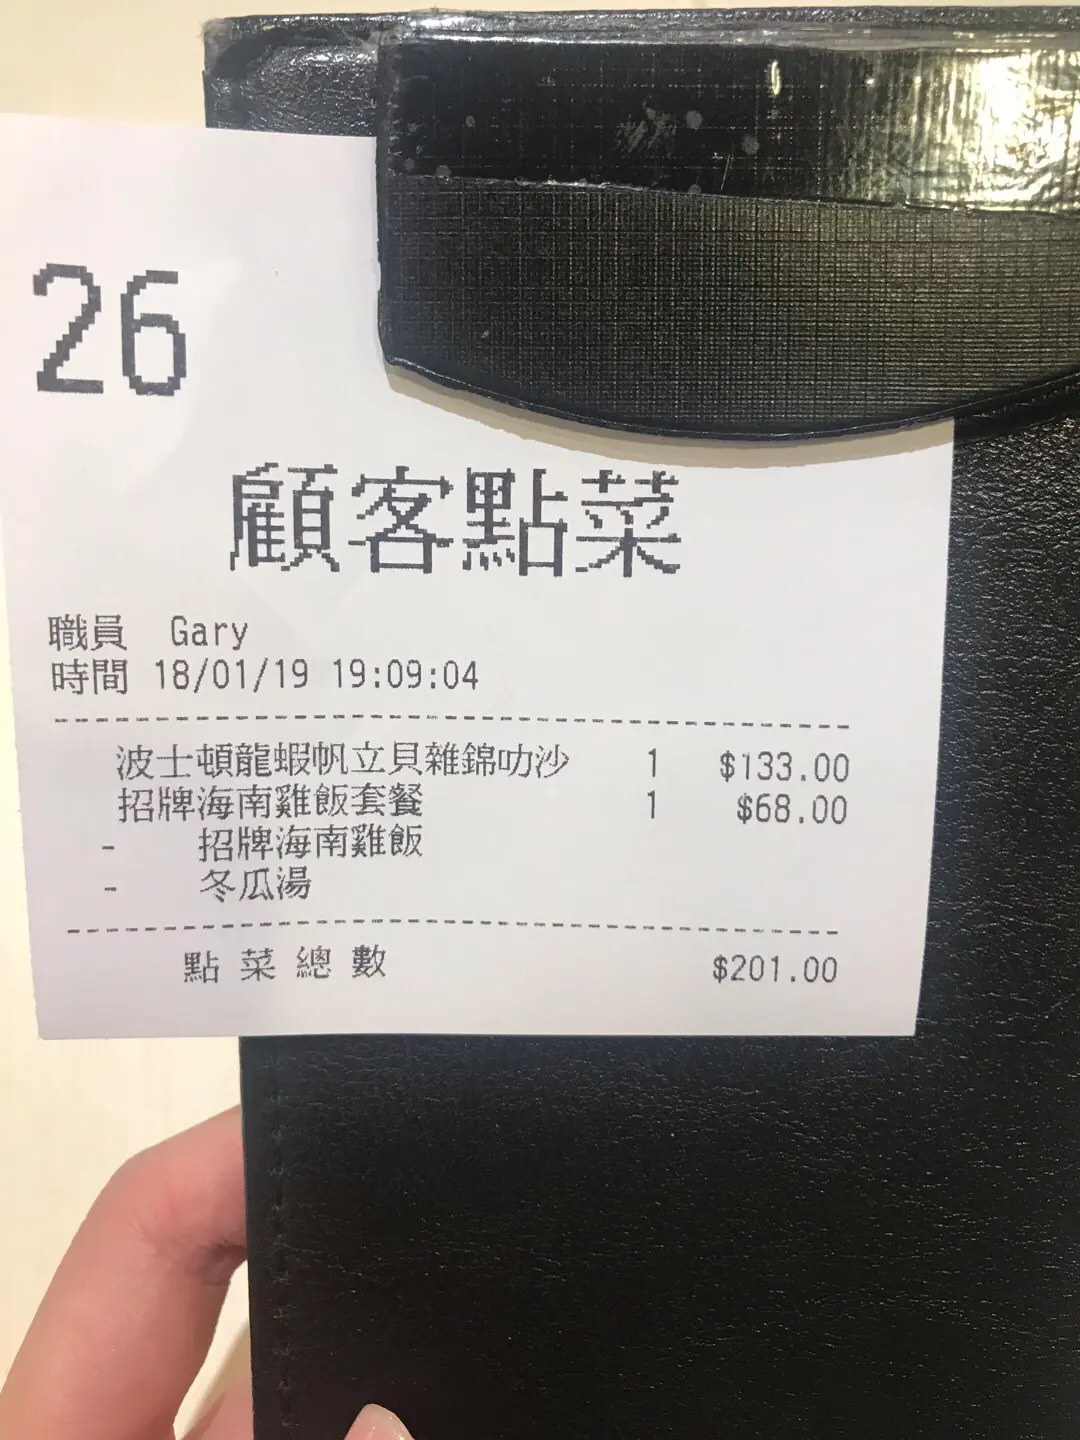 26
顧客點菜
職員 Gary
時間 18/01/19 19:09:04
波士頓龍蝦帆立貝雜錦叻沙 1 $133.00
招牌海南雞飯套餐 1 $68.00
- 招牌海南雞飯
- 冬瓜湯
點菜總數 $201.00